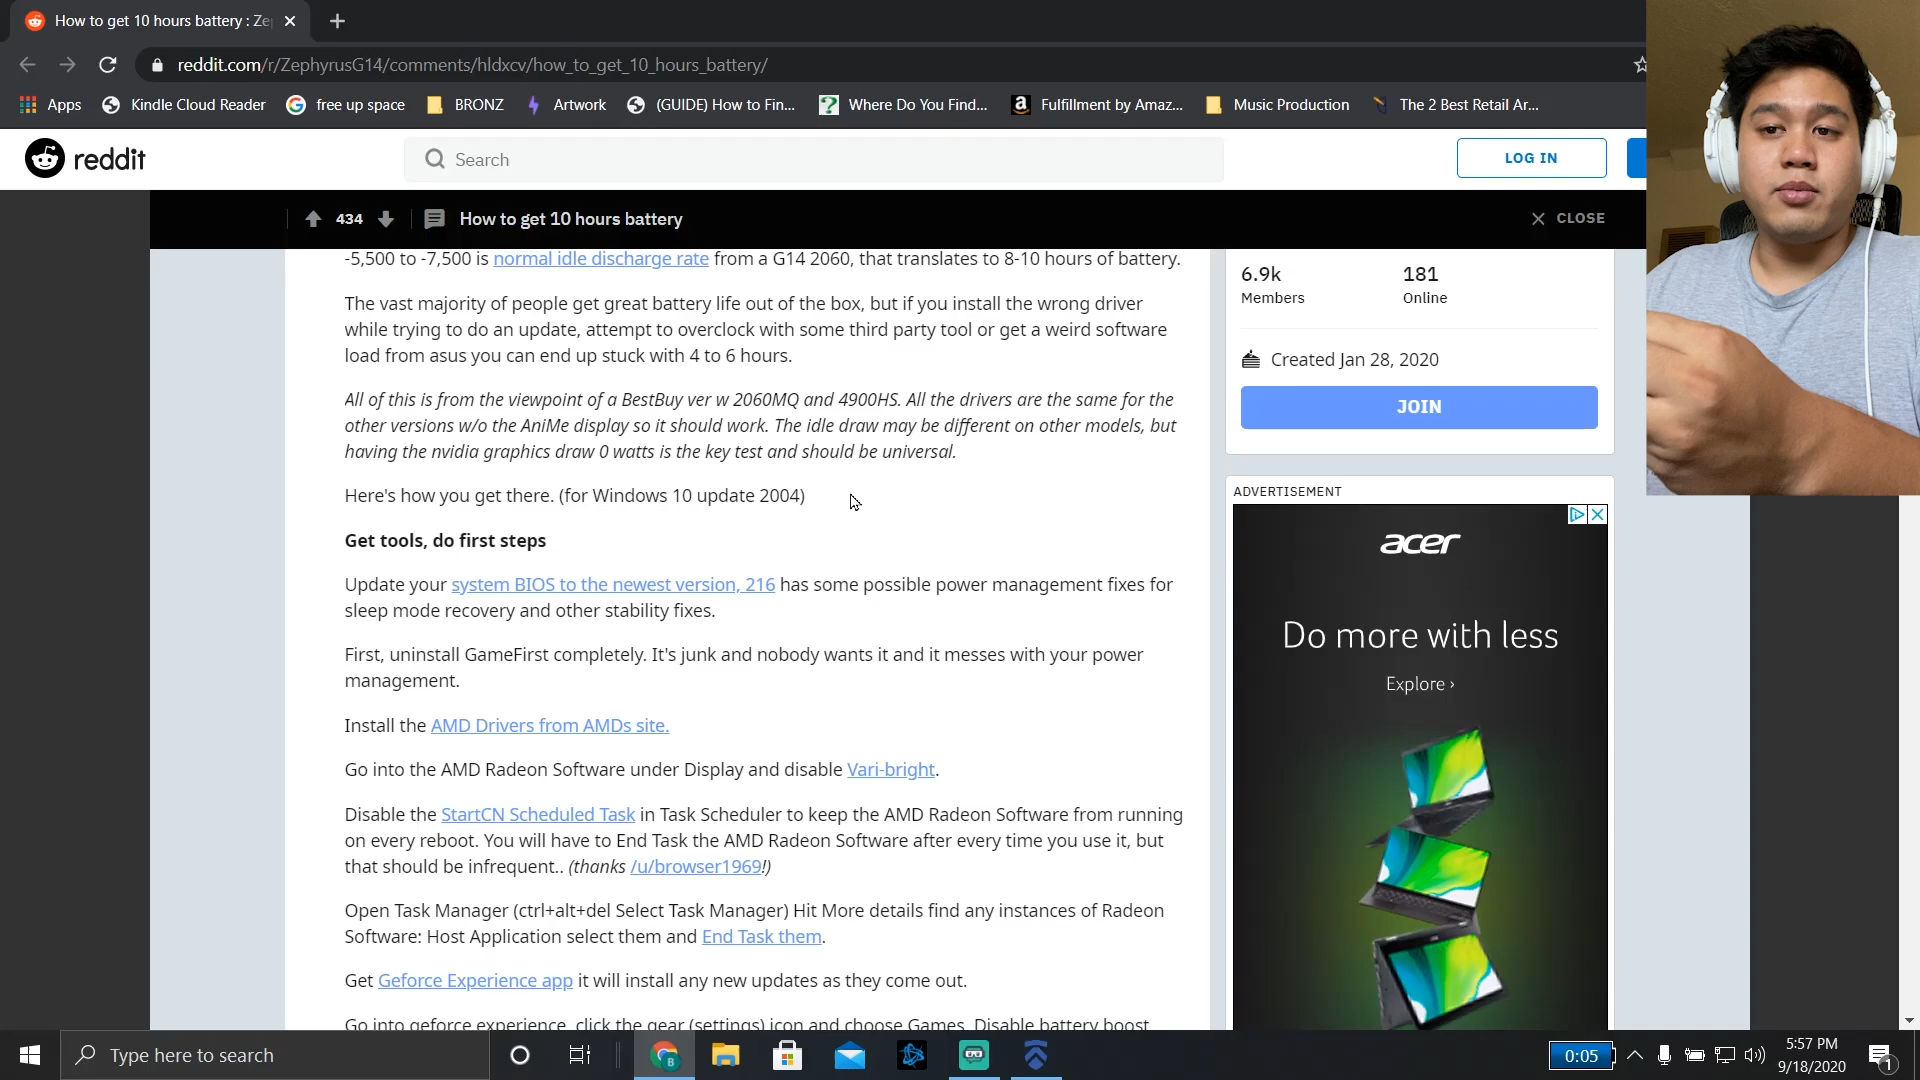 How to get 10 hours battery : Ze
reddit.com/r/ZephyrusG14/comments/hldxcv/how_to_get_10_hours_battery/
Apps Kindle Cloud Reader free up space BRONZ Artwork (GUIDE) How to Fin... Where Do You Find... Fulfillment by Amaz... Music Production The 2 Best Retail Ar...
reddit Search LOG IN
434 How to get 10 hours battery CLOSE
-5,500 to -7,500 is normal idle discharge rate from a G14 2060, that translates to 8-10 hours of battery.
The vast majority of people get great battery life out of the box, but if you install the wrong driver
while trying to do an update, attempt to overclock with some third party tool or get a weird software
load from asus you can end up stuck with 4 to 6 hours.
All of this is from the viewpoint of a BestBuy ver w 2060MQ and 4900HS. All the drivers are the same for the
other versions w/o the AniMe display so it should work. The idle draw may be different on other models, but
having the nvidia graphics draw 0 watts is the key test and should be universal.
Here's how you get there. (for Windows 10 update 2004)
Get tools, do first steps
Update your system BIOS to the newest version, 216 has some possible power management fixes for
sleep mode recovery and other stability fixes.
First, uninstall GameFirst completely. It's junk and nobody wants it and it messes with your power
management.
Install the AMD Drivers from AMDs site.
Go into the AMD Radeon Software under Display and disable Vari-bright.
Disable the StartCN Scheduled Task in Task Scheduler to keep the AMD Radeon Software from running
on every reboot. You will have to End Task the AMD Radeon Software after every time you use it, but
that should be infrequent.. (thanks /u/browser1969!)
Open Task Manager (ctrl+alt+del Select Task Manager) Hit More details find any instances of Radeon
Software: Host Application select them and End Task them.
Get Geforce Experience app it will install any new updates as they come out.
Go into geforce experience, click the gear (settings) icon and choose Games. Disable battery boost
6.9k 181
Members Online
Created Jan 28, 2020
JOIN
ADVERTISEMENT
acer
Do more with less
Explore ›
Type here to search
0:05
5:57 PM
9/18/2020
1